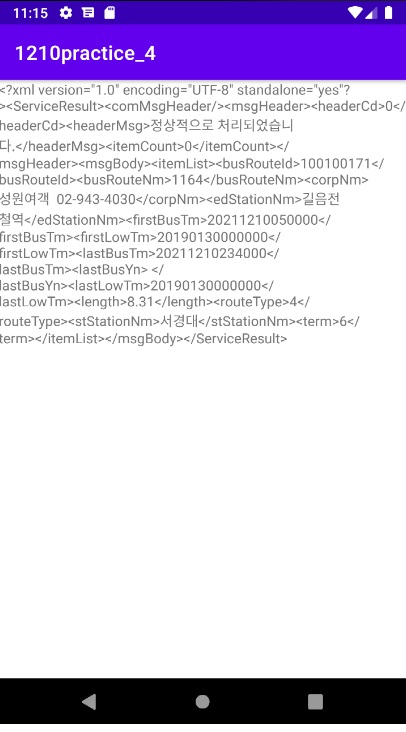 11:15
1210practice_4
<?xml version="1.0" encoding="UTF-8" standalone="yes"?
><ServiceResult><comMsgHeader/><msgHeader><headerCd>0</
headerCd><headerMsg>정상적으로 처리되었습니
다.</headerMsg><itemCount>0</itemCount></
msgHeader><msgBody><itemList><busRouteId>100100171</
busRouteId><busRouteNm>1164</busRouteNm><corpNm>
성원여객  02-943-4030</corpNm><edStationNm>길음전
철역</edStationNm><firstBusTm>20211210050000</
firstBusTm><firstLowTm>20190130000000</
firstLowTm><lastBusTm>20211210234000</
lastBusTm><lastBusYn> </
lastBusYn><lastLowTm>20190130000000</
lastLowTm><length>8.31</length><routeType>4</
routeType><stStationNm>서경대</stStationNm><term>6</
term></itemList></msgBody></ServiceResult>